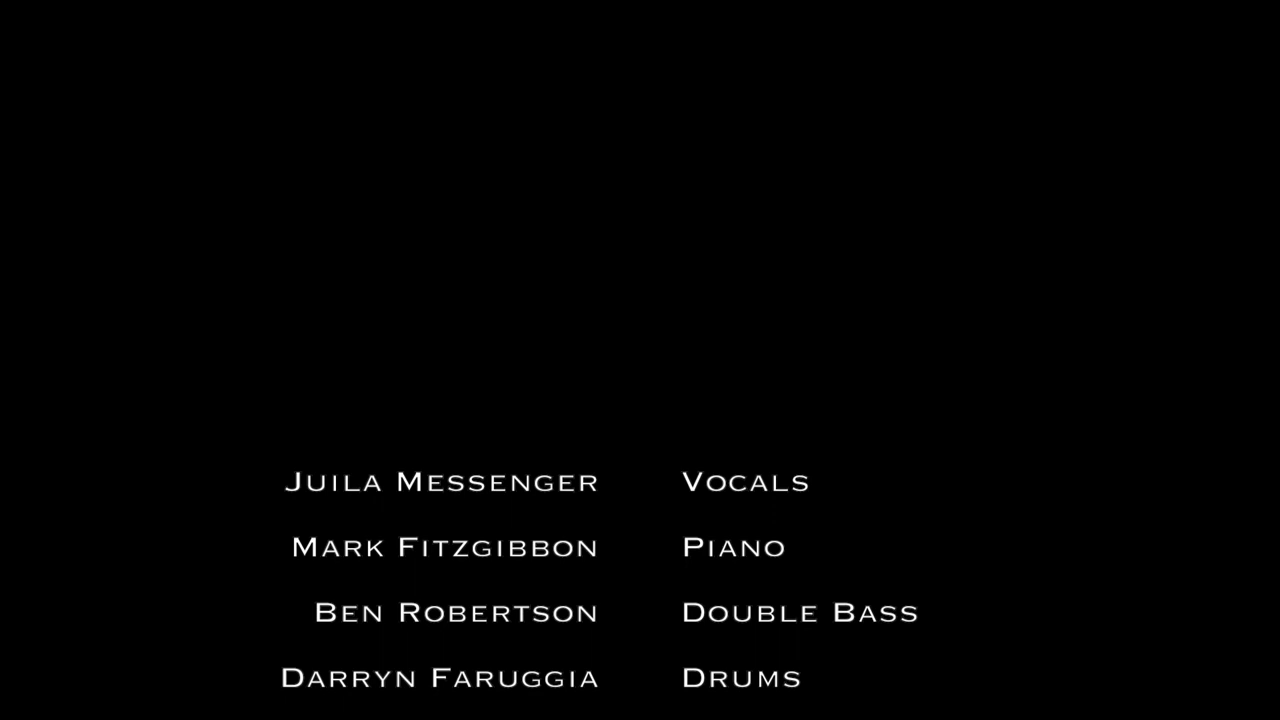 Juila Messenger Vocals
Mark Fitzgibbon Piano
Ben Robertson Double Bass
Darryn Faruggia Drums